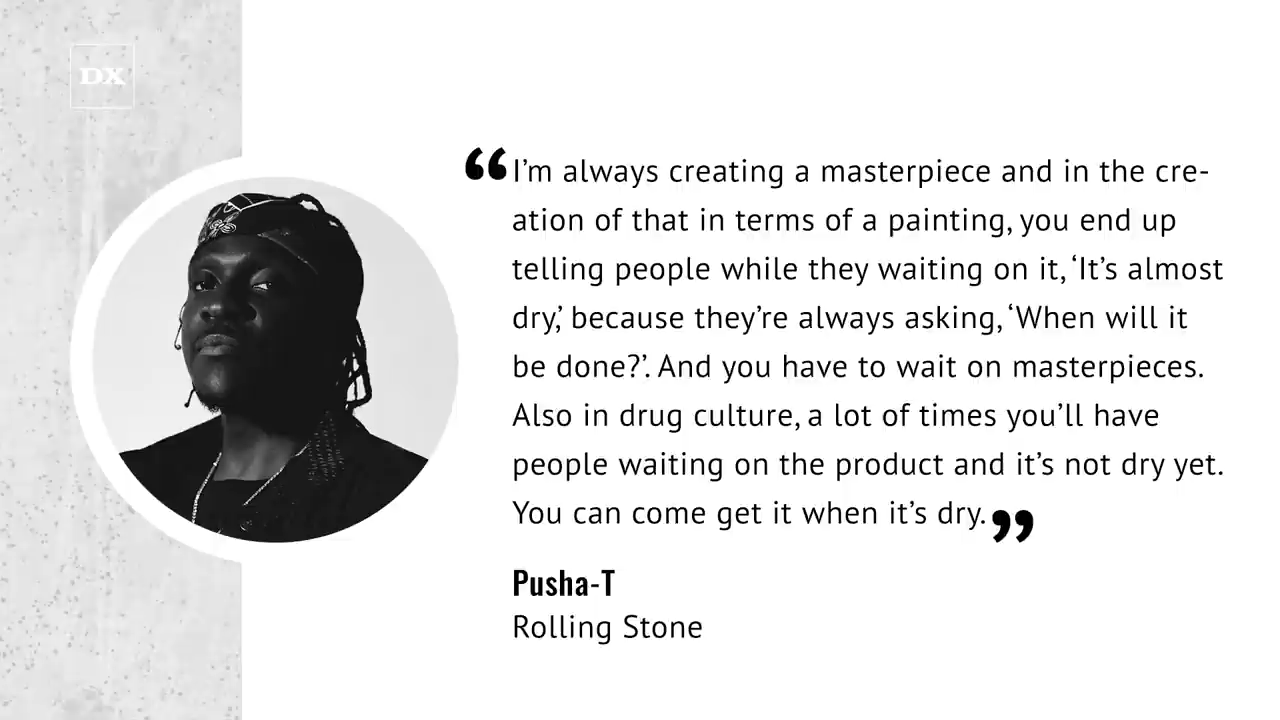 DX
“I’m always creating a masterpiece and in the cre-
ation of that in terms of a painting, you end up
telling people while they waiting on it, ‘It’s almost
dry,’ because they’re always asking, ‘When will it
be done?’. And you have to wait on masterpieces.
Also in drug culture, a lot of times you’ll have
people waiting on the product and it’s not dry yet.
You can come get it when it’s dry.”
Pusha-T
Rolling Stone